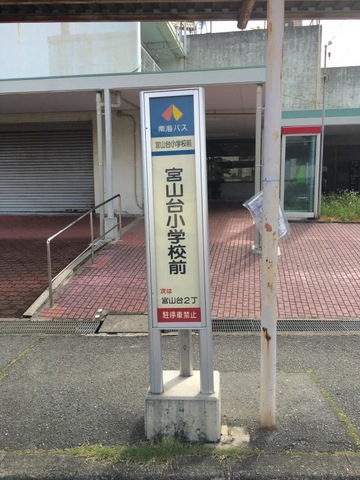 南海バス
宮山台小学校前
宮山台小学校前
次は
宮山台2丁
駐停車禁止